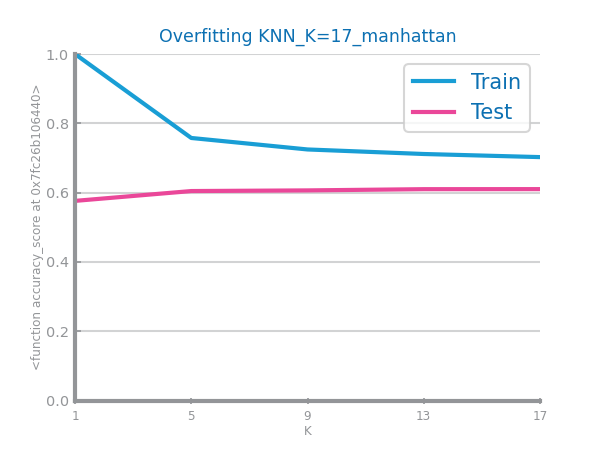 Overfitting KNN_K=17_manhattan
<function accuracy_score at 0x7fc26b106440>
1.0
0.8
0.6
0.4
0.2
0.0
Train
Test
1 5 9 13 17
K